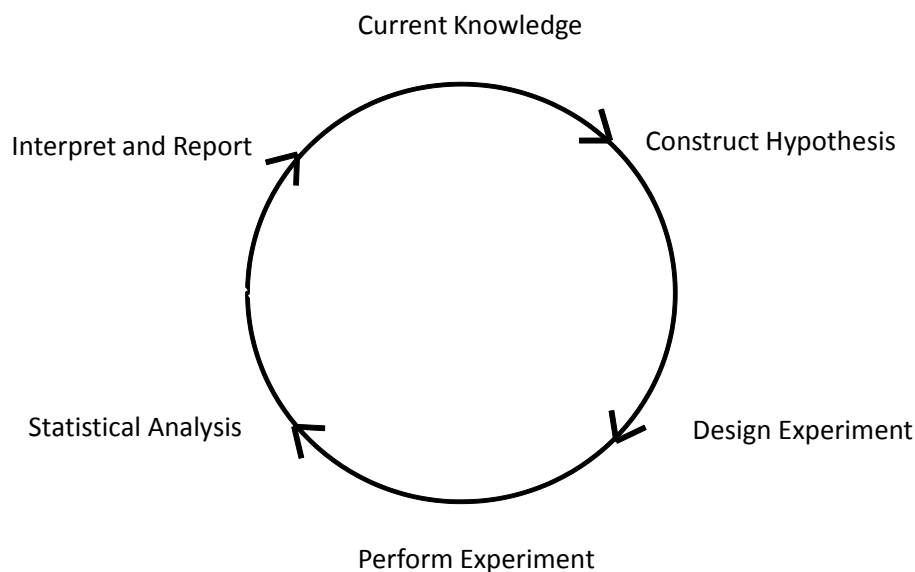 Current Knowledge
Construct Hypothesis
Design Experiment
Perform Experiment
Statistical Analysis
Interpret and Report